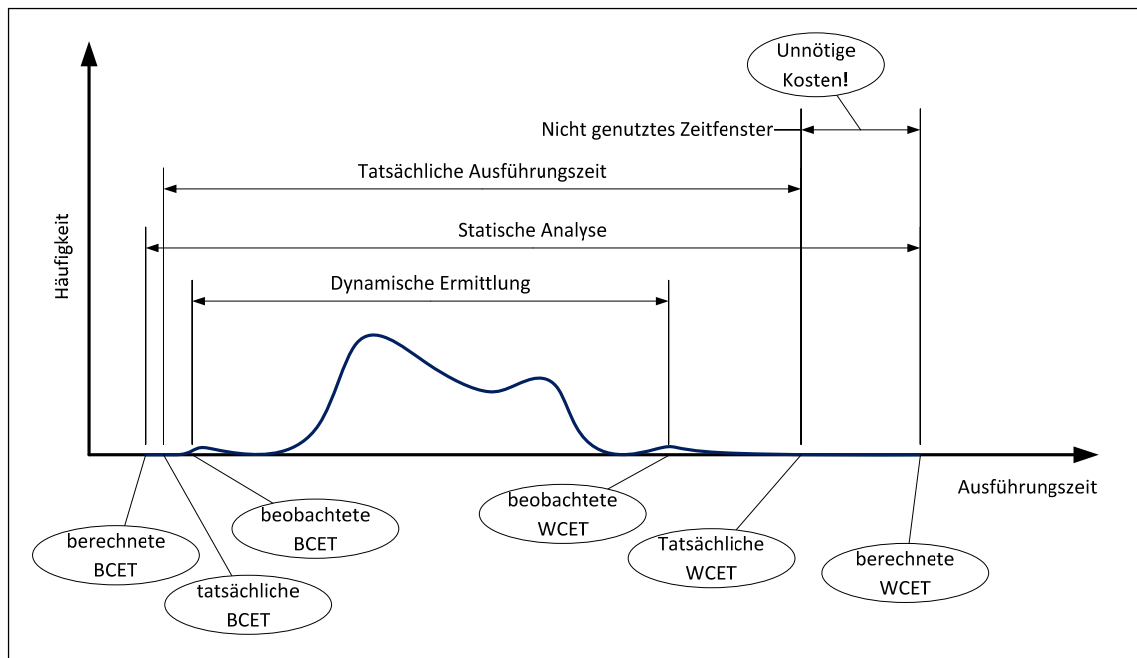 Unnötige
Kosten!
Nicht genutztes Zeitfenster
Tatsächliche Ausführungszeit
Statische Analyse
Dynamische Ermittlung
Häufigkeit
Ausführungszeit
berechnete
BCET
tatsächliche
BCET
beobachtete
BCET
beobachtete
WCET
Tatsächliche
WCET
berechnete
WCET